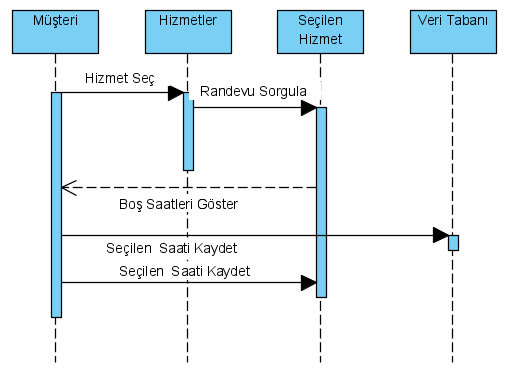 Müşteri
Hizmetler
Seçilen
Hizmet
Veri Tabanı
Hizmet Seç
Randevu Sorgula
Boş Saatleri Göster
Seçilen Saati Kaydet
Seçilen Saati Kaydet